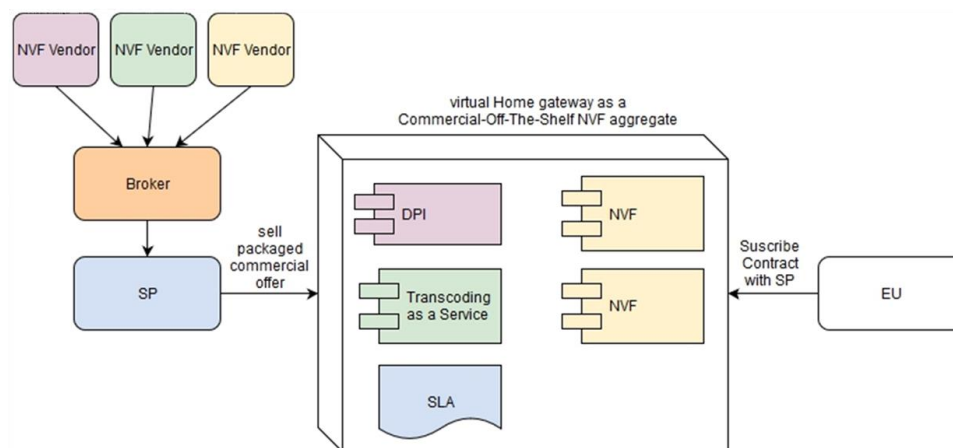 NVF Vendor
NVF Vendor
NVF Vendor
virtual Home gateway as a
Commercial-Off-The-Shelf NVF aggregate
Broker
DPI
NVF
sell
packaged
commercial
offer
Suscribe
Contract
with SP
SP
Transcoding
as a Service
NVF
EU
SLA